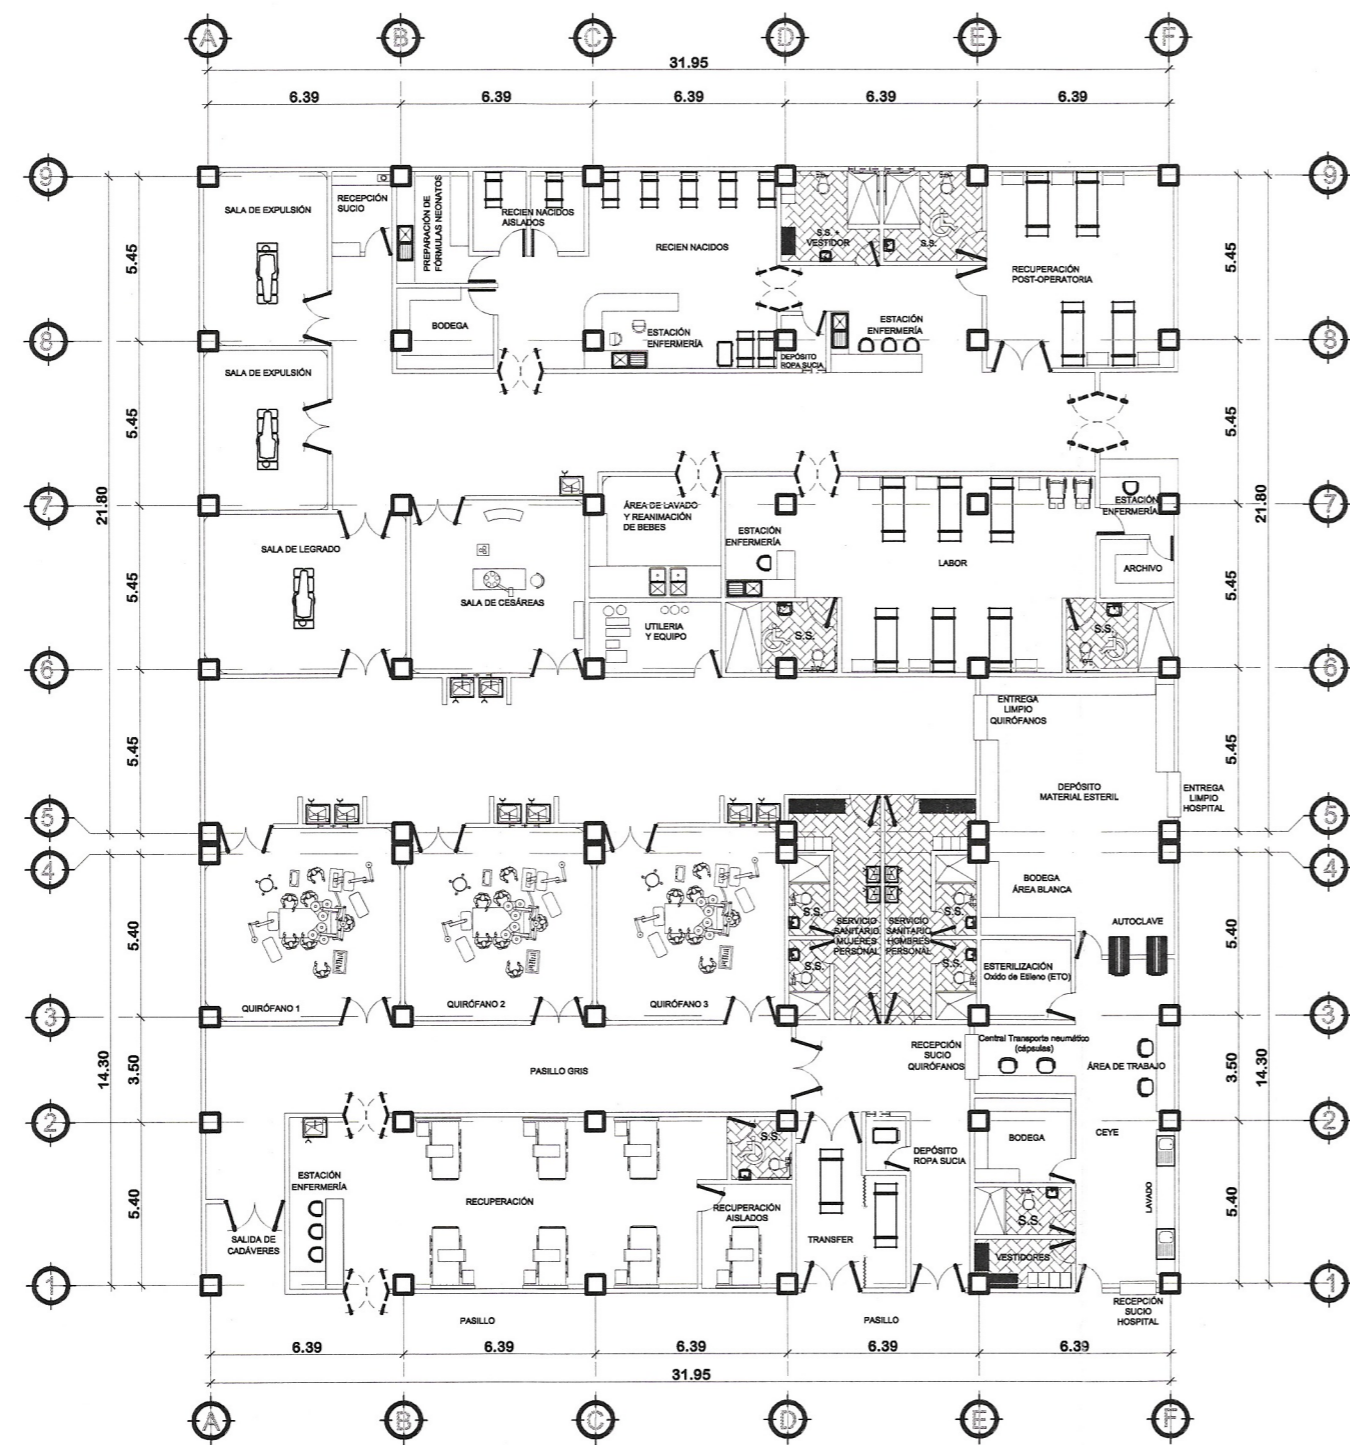 A B C D E F
31.95
6.39 6.39 6.39 6.39 6.39
9 9
SALA DE EXPULSIÓN
RECEPCIÓN
SUCIO
PREPARACIÓN DE
FÓRMULAS NEONATOS
RECIEN NACIDOS
AISLADOS
RECIEN NACIDOS
S.S. +
VESTIDOR
S.S.
RECUPERACIÓN
POST-OPERATORIA
5.45 5.45
BODEGA
ESTACIÓN
ENFERMERÍA
ESTACIÓN
ENFERMERÍA
DEPÓSITO
ROPA SUCIA
8 8
SALA DE EXPULSIÓN
5.45 5.45
7 7
21.80 21.80
SALA DE LEGRADO
SALA DE CESÁREAS
ÁREA DE LAVADO
Y REANIMACIÓN
DE BEBES
ESTACIÓN
ENFERMERÍA
LABOR
ESTACIÓN
ENFERMERÍA
ARCHIVO
5.45 5.45
UTILERIA
Y EQUIPO
S.S.
S.S.
6 6
ENTREGA
LIMPIO
QUIRÓFANOS
5.45 5.45
DEPÓSITO
MATERIAL ESTERIL
ENTREGA
LIMPIO
HOSPITAL
5 5
4 4
BODEGA
ÁREA BLANCA
AUTOCLAVE
S.S.
S.S.
SERVICIO
SANITARIO
MUJERES
PERSONAL
SERVICIO
SANITARIO
HOMBRES
PERSONAL
5.40 5.40
S.S.
S.S.
ESTERILIZACIÓN
Oxido de Etileno (ETO)
QUIRÓFANO 1
QUIRÓFANO 2
QUIRÓFANO 3
3 3
RECEPCIÓN
SUCIO
QUIRÓFANOS
Central Transporte neumático
(cápsulas)
ÁREA DE TRABAJO
PASILLO GRIS
14.30 3.50 3.50 14.30
2 2
S.S.
DEPÓSITO
ROPA SUCIA
BODEGA
CEYE
ESTACIÓN
ENFERMERÍA
RECUPERACIÓN
RECUPERACIÓN
AISLADOS
5.40 5.40
LAVADO
S.S.
SALIDA DE
CADÁVERES
TRANSFER
VESTIDORES
1 1
RECEPCIÓN
SUCIO
HOSPITAL
PASILLO
PASILLO
6.39 6.39 6.39 6.39 6.39
31.95
A B C D E F